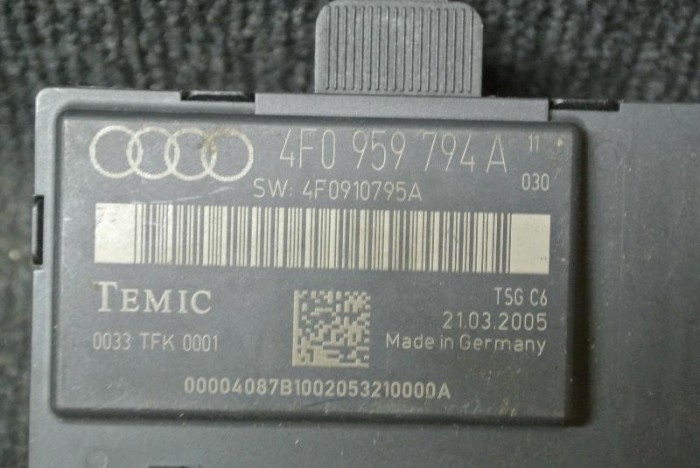 4F0 959 794 A 11
SW: 4F0910795A 030
TEMIC
TSG C6
21.03.2005
0033 TFK 0001
Made in Germany
00004087B1002053210000A